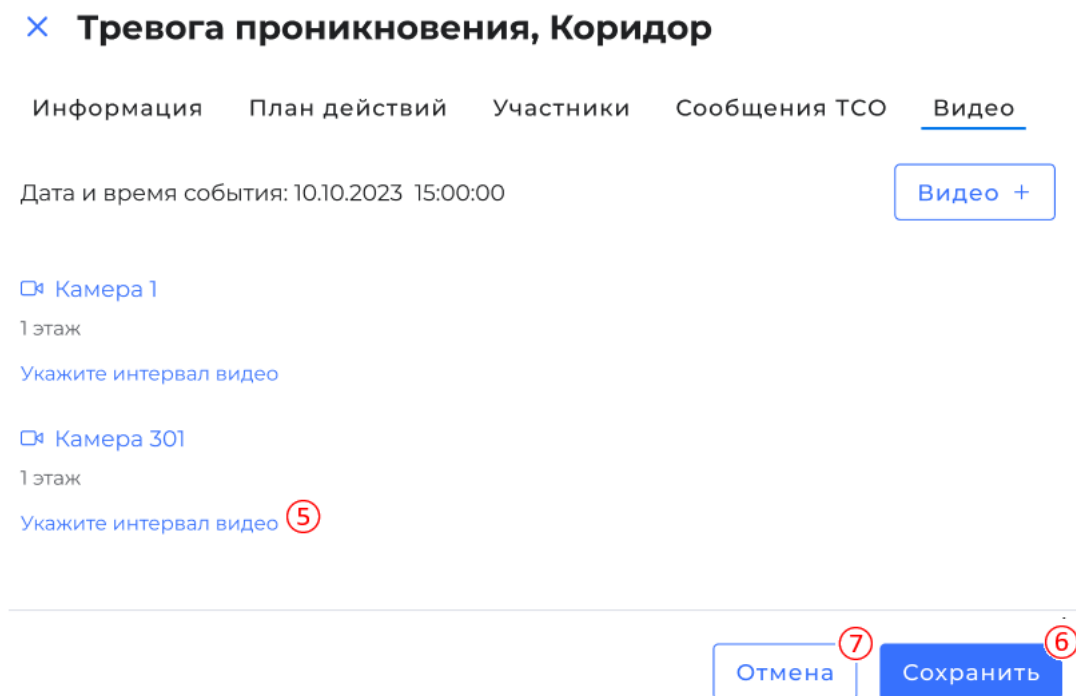 Тревога проникновения, Коридор
Информация План действий Участники Сообщения ТСО Видео
Дата и время события: 10.10.2023 15:00:00
Видео +
Камера 1
1 этаж
Укажите интервал видео
Камера 301
1 этаж
Укажите интервал видео 5
7 6
Отмена Сохранить